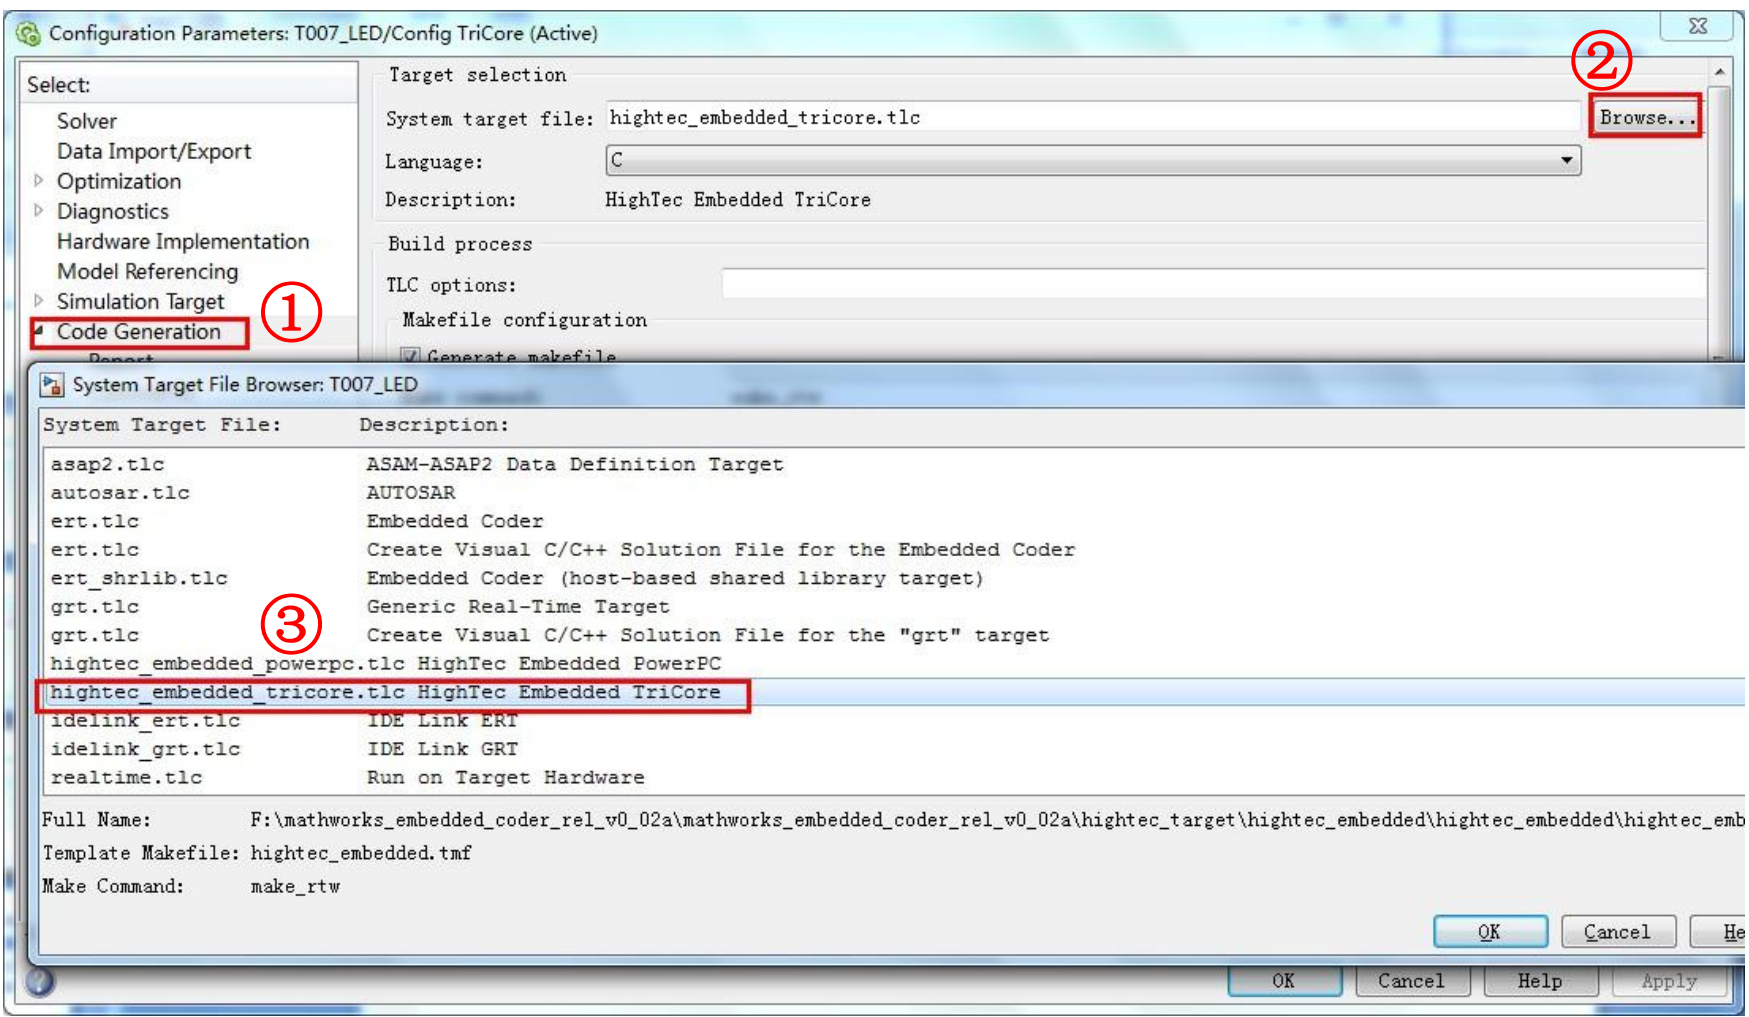 Configuration Parameters: T007_LED/Config TriCore (Active)
Select:
Solver
Data Import/Export
Optimization
Diagnostics
Hardware Implementation
Model Referencing
Simulation Target
①
Code Generation
Report
Target selection
②
System target file: hightec_embedded_tricore.tlc Browse...
Language: C
Description: HighTec Embedded TriCore
Build process
TLC options:
Makefile configuration
Generate makefile
System Target File Browser: T007_LED
System Target File: Description:
asap2.tlc ASAM-ASAP2 Data Definition Target
autosar.tlc AUTOSAR
ert.tlc Embedded Coder
ert.tlc Create Visual C/C++ Solution File for the Embedded Coder
ert_shrlib.tlc Embedded Coder (host-based shared library target)
grt.tlc Generic Real-Time Target
③
grt.tlc Create Visual C/C++ Solution File for the "grt" target
hightec_embedded_powerpc.tlc HighTec Embedded PowerPC
hightec_embedded_tricore.tlc HighTec Embedded TriCore
idelink_ert.tlc IDE Link ERT
idelink_grt.tlc IDE Link GRT
realtime.tlc Run on Target Hardware
Full Name: F:\mathworks_embedded_coder_rel_v0_02a\mathworks_embedded_coder_rel_v0_02a\hightec_target\hightec_embedded\hightec_embedded\hightec_emb
Template Makefile: hightec_embedded.tmf
Make Command: make_rtw
OK Cancel He
OK Cancel Help Apply